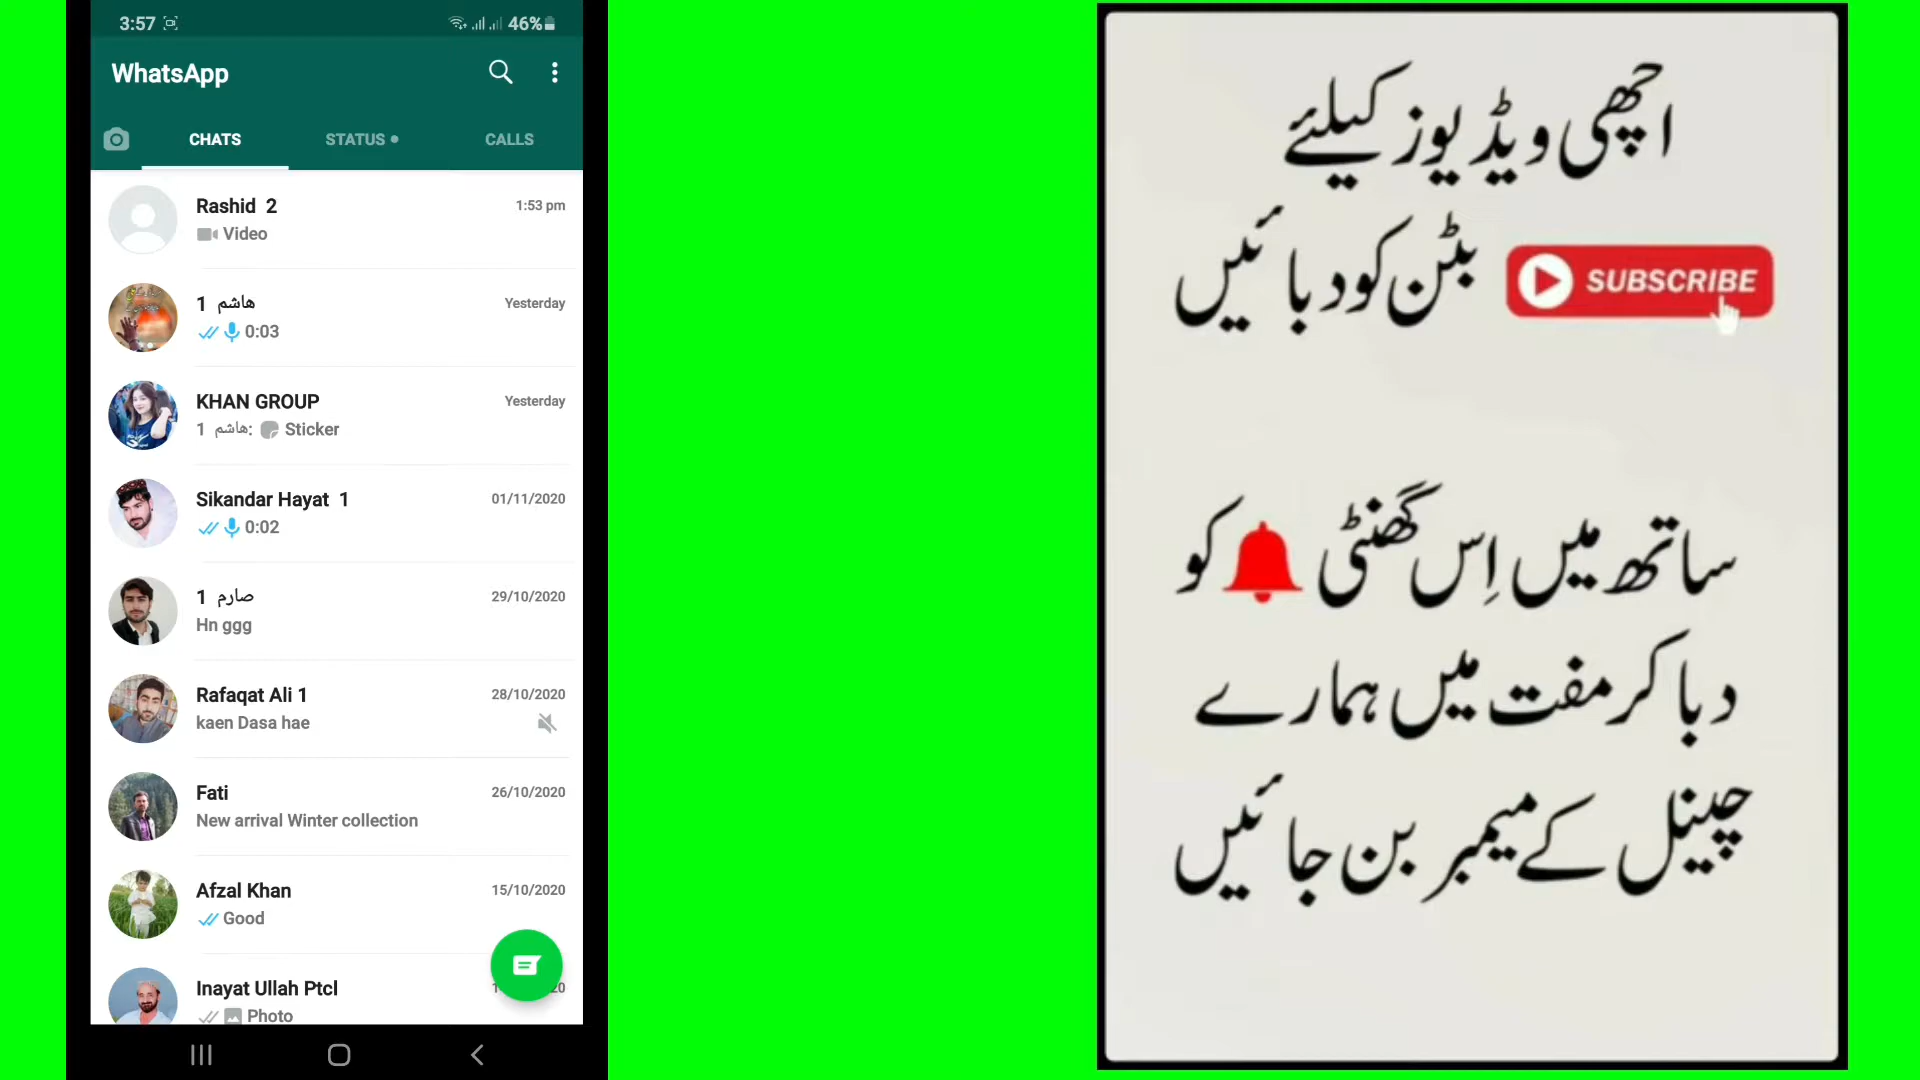 3:57
46%
WhatsApp
CHATS
STATUS
CALLS
Rashid 2
1:53 pm
Video
هاشم 1
Yesterday
0:03
KHAN GROUP
Yesterday
هاشم 1: Sticker
Sikandar Hayat 1
01/11/2020
0:02
صارم 1
29/10/2020
Hn ggg
Rafaqat Ali 1
28/10/2020
kaen Dasa hae
Fati
26/10/2020
New arrival Winter collection
Afzal Khan
15/10/2020
Good
Inayat Ullah Ptcl
Photo
اچھی ویڈیوز کیلئے
SUBSCRIBE بٹن کو دبائیں
ساتھ میں اِس گھنٹی کو
دبا کر مفت میں ہمارے
چینل کے میمبر بن جائیں